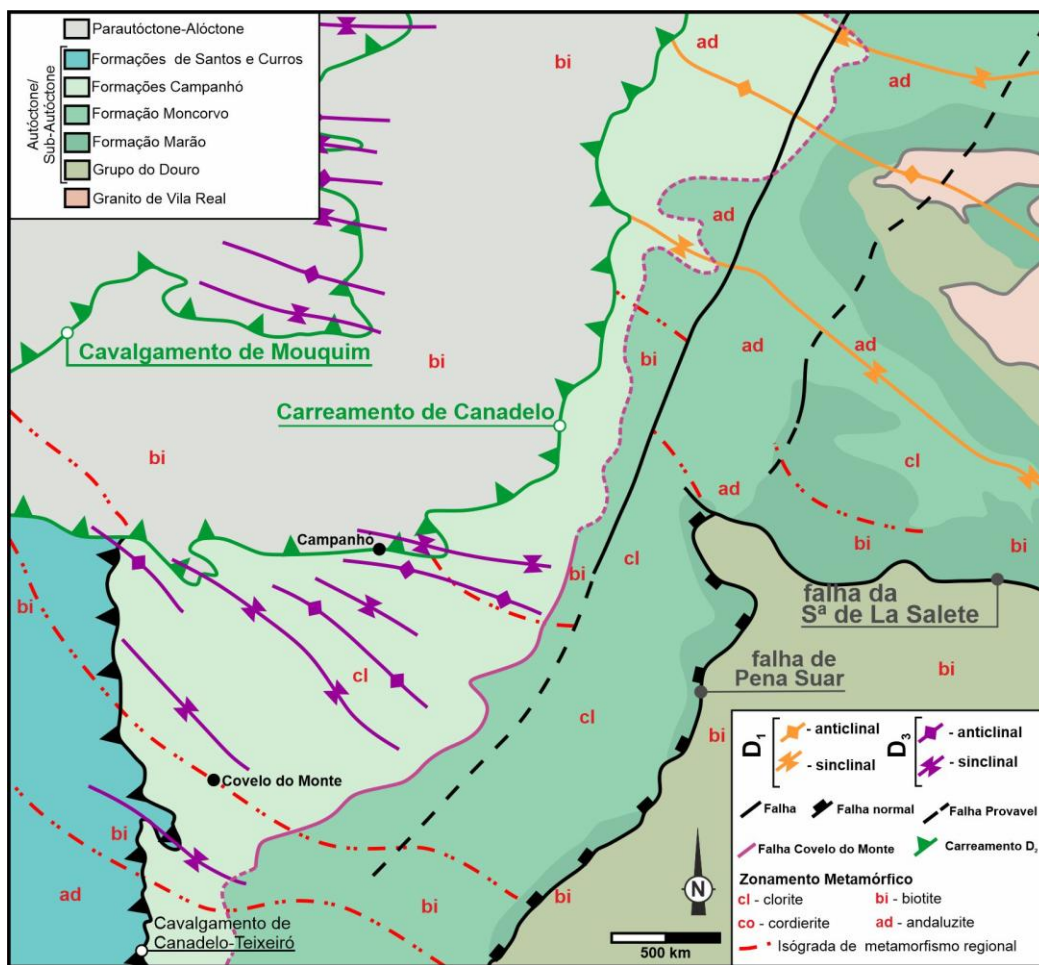 Parautóctone-Alóctone
Autóctone/
Sub-Autóctone
Formações de Santos e Curros
Formações Campanhó
Formação Moncorvo
Formação Marão
Grupo do Douro
Granito de Vila Real
bi
ad
ad
ad
Cavalgamento de Mouquim
bi
bi
ad
ad
Carreamento de Canadelo
bi
cl
ad
Campanhó
bi
cl
bi
bi
bi
falha da
Sª de La Salete
falha de
Pena Suar
cl
cl
bi
bi
Covelo do Monte
bi
ad
bi
bi
bi
Cavalgamento de
Canadelo-Teixeiró
N
500 km
D1
- anticlinal
- sinclinal
D3
- anticlinal
- sinclinal
Falha
Falha normal
Falha Provavel
Falha Covelo do Monte
Carreamento D2
Zonamento Metamórfico
cl - clorite
bi - biotite
co - cordierite
ad - andaluzite
Isógrada de metamorfismo regional